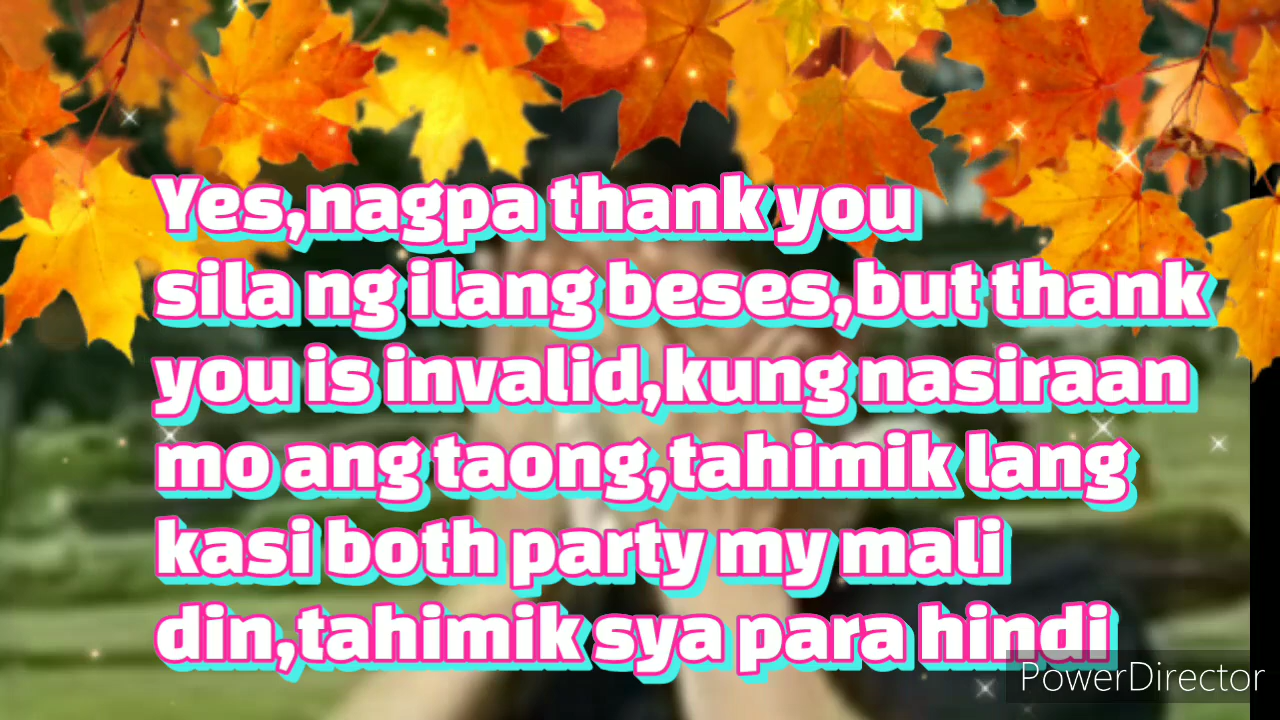 Yes,nagpa thank you
sila ng ilang beses,but thank
you is invalid,kung nasiraan
mo ang taong,tahimik lang
kasi both party my mali
din,tahimik sya para hindi
PowerDirector